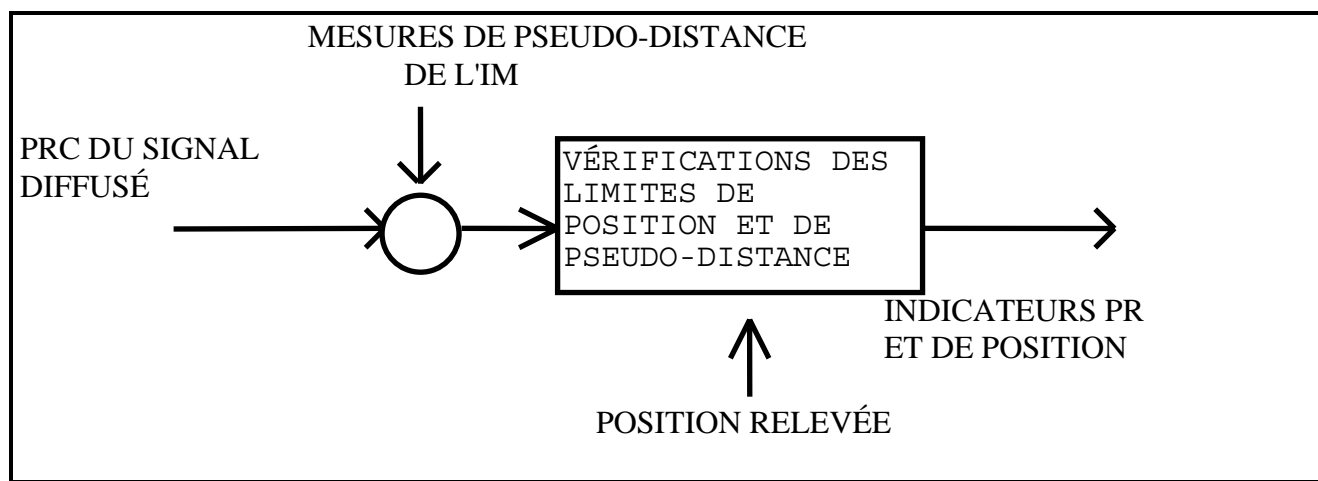 MESURES DE PSEUDO-DISTANCE
DE L'IM
PRC DU SIGNAL
DIFFUSÉ
VÉRIFICATIONS DES
LIMITES DE
POSITION ET DE
PSEUDO-DISTANCE
INDICATEURS PR
ET DE POSITION
POSITION RELEVÉE